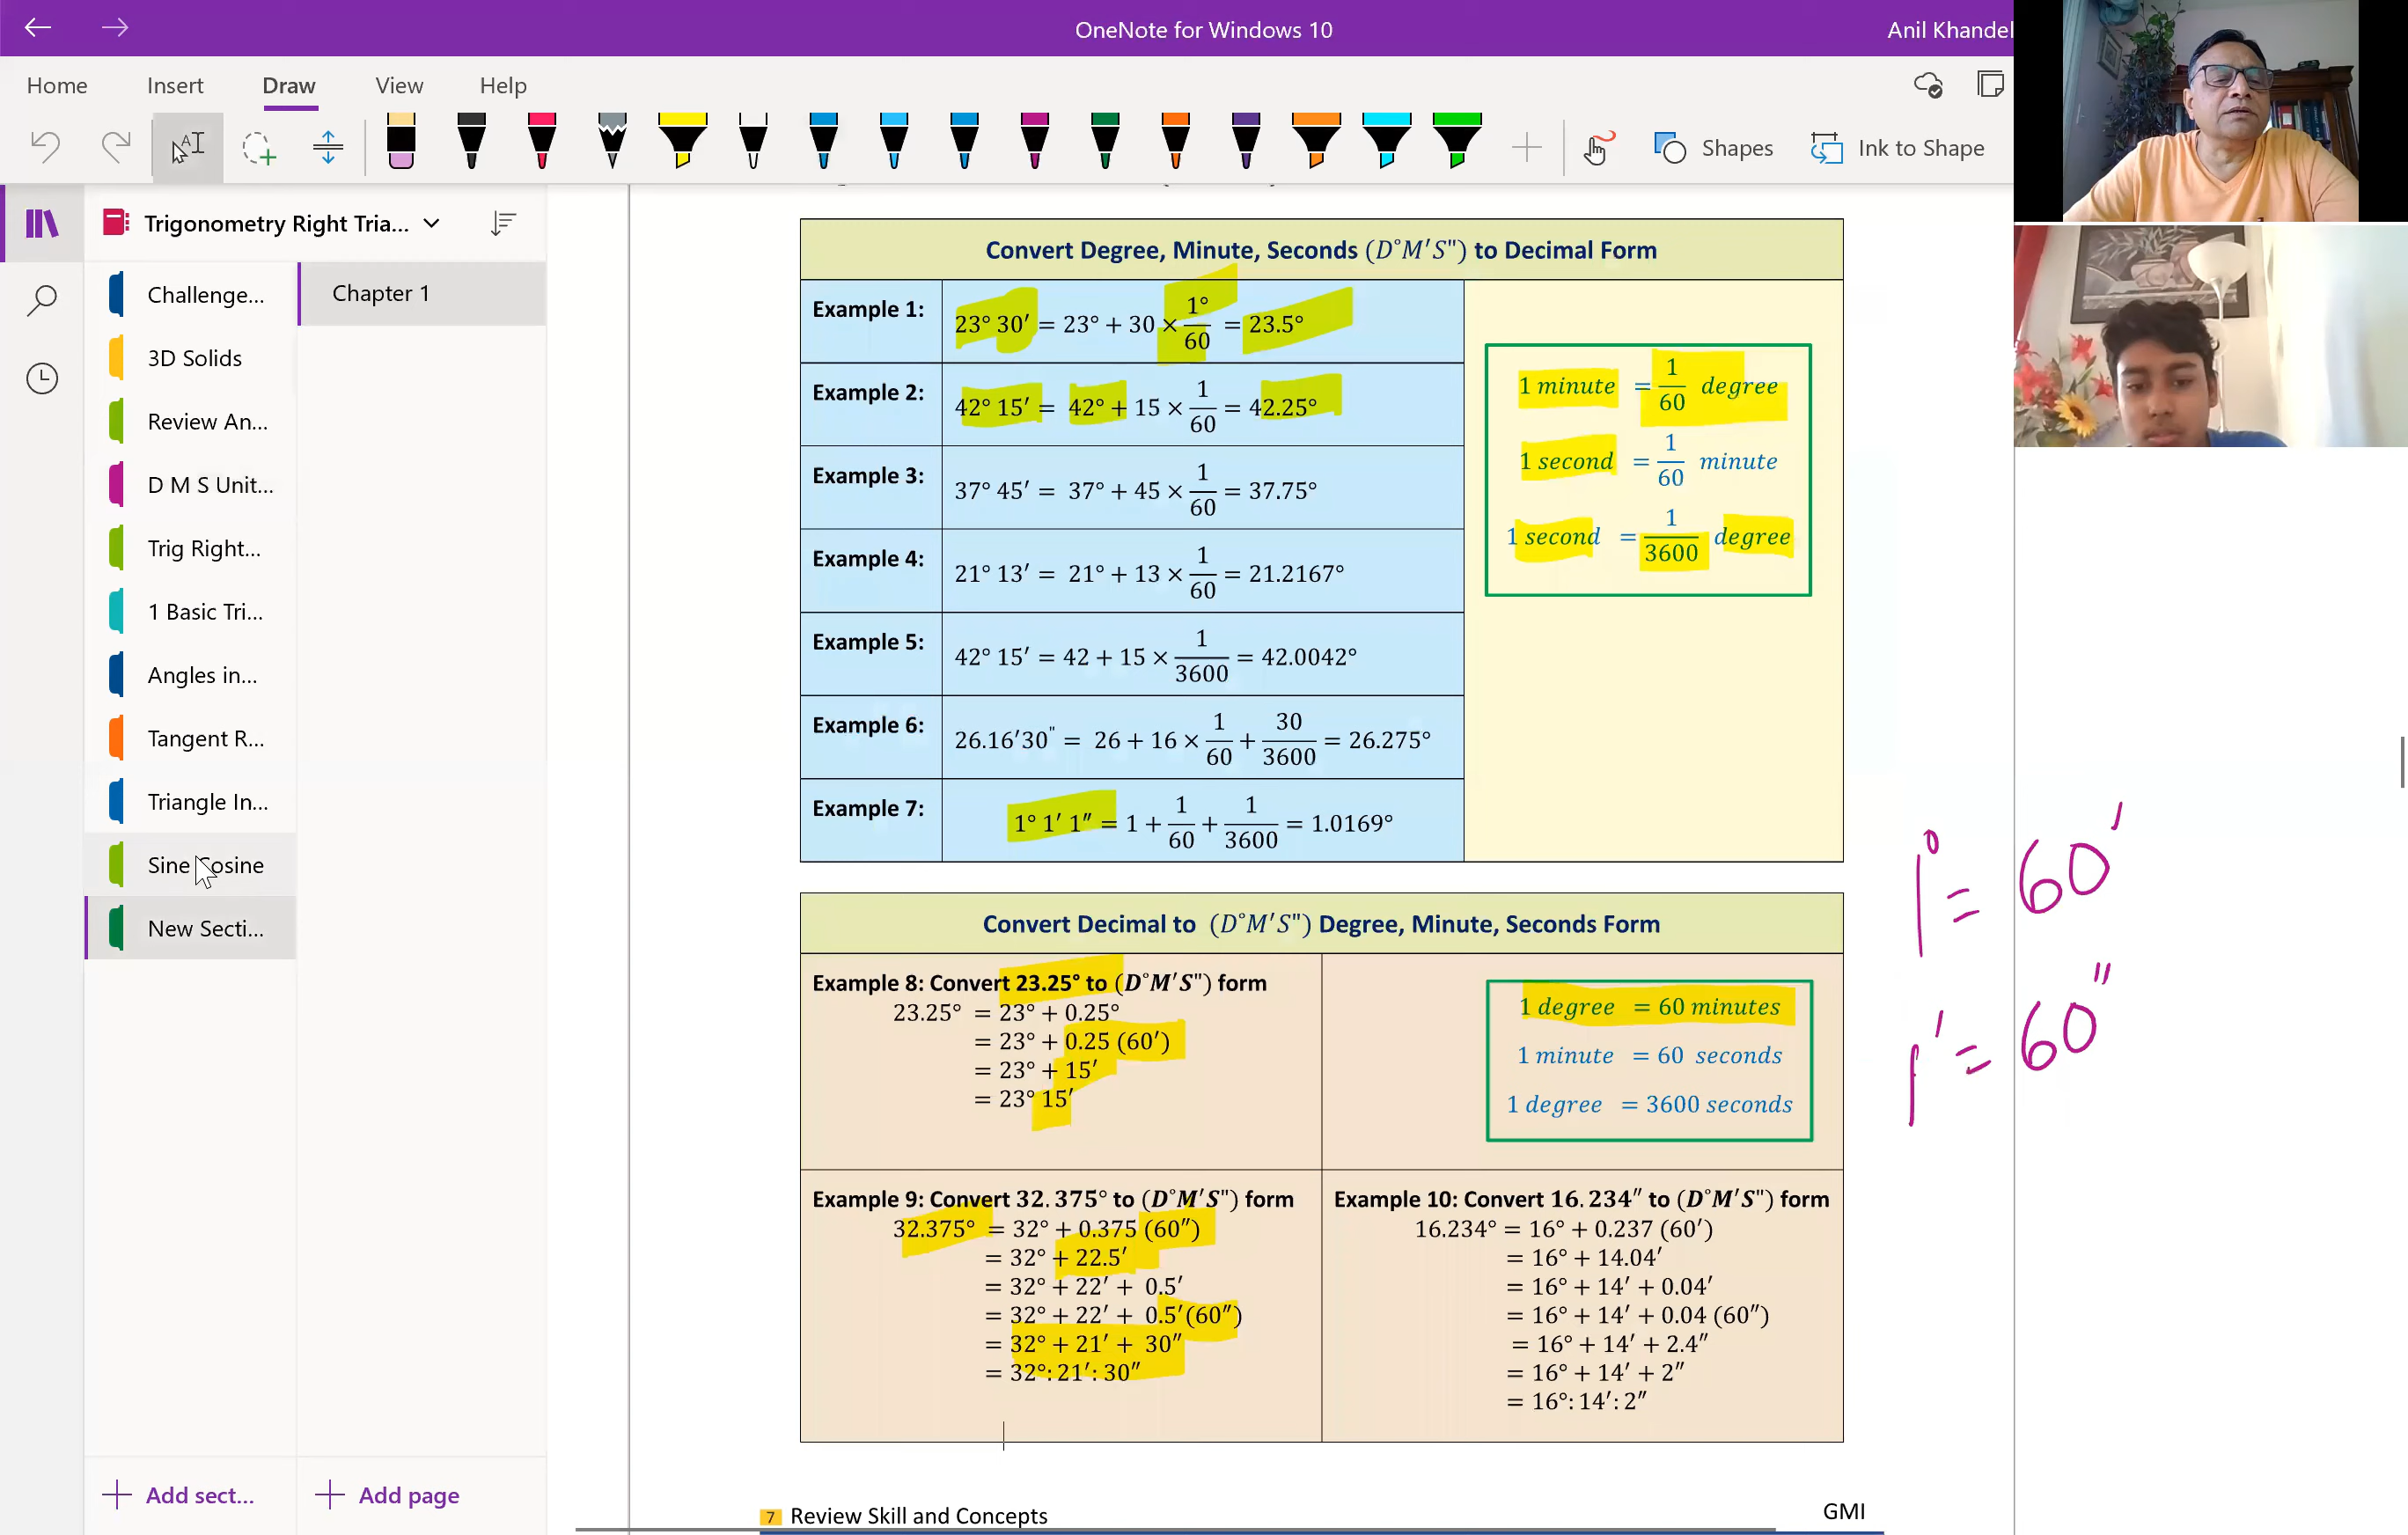 OneNote for Windows 10
Anil Khandel
Home Insert Draw View Help
Shapes
Ink to Shape
Trigonometry Right Tria...
Challenge...
3D Solids
Review An...
D M S Unit...
Trig Right...
1 Basic Tri...
Angles in...
Tangent R...
Triangle In...
Sine Cosine
New Secti...
Chapter 1
Add sect...
Add page
Convert Degree, Minute, Seconds (D°M′S") to Decimal Form
Example 1: 23° 30′ = 23° + 30 × 1°/60 = 23.5°
Example 2: 42° 15′ = 42° + 15 × 1/60 = 42.25°
Example 3: 37° 45′ = 37° + 45 × 1/60 = 37.75°
Example 4: 21° 13′ = 21° + 13 × 1/60 = 21.2167°
Example 5: 42° 15′ = 42 + 15 × 1/3600 = 42.0042°
Example 6: 26.16′30" = 26 + 16 × 1/60 + 30/3600 = 26.275°
Example 7: 1° 1′ 1″ = 1 + 1/60 + 1/3600 = 1.0169°
1 minute = 1/60 degree
1 second = 1/60 minute
1 second = 1/3600 degree
1° = 60′
1′ = 60″
Convert Decimal to (D°M′S") Degree, Minute, Seconds Form
Example 8: Convert 23.25° to (D°M′S") form
23.25° = 23° + 0.25°
= 23° + 0.25 (60′)
= 23° + 15′
= 23° 15′
1 degree = 60 minutes
1 minute = 60 seconds
1 degree = 3600 seconds
Example 9: Convert 32.375° to (D°M′S") form
32.375° = 32° + 0.375 (60″)
= 32° + 22.5′
= 32° + 22′ + 0.5′
= 32° + 22′ + 0.5′(60″)
= 32° + 21′ + 30″
= 32°:21′:30″
Example 10: Convert 16.234″ to (D°M′S") form
16.234° = 16° + 0.237 (60′)
= 16° + 14.04′
= 16° + 14′ + 0.04′
= 16° + 14′ + 0.04 (60″)
= 16° + 14′ + 2.4″
= 16° + 14′ + 2″
= 16°:14′:2″
7 Review Skill and Concepts
GMI